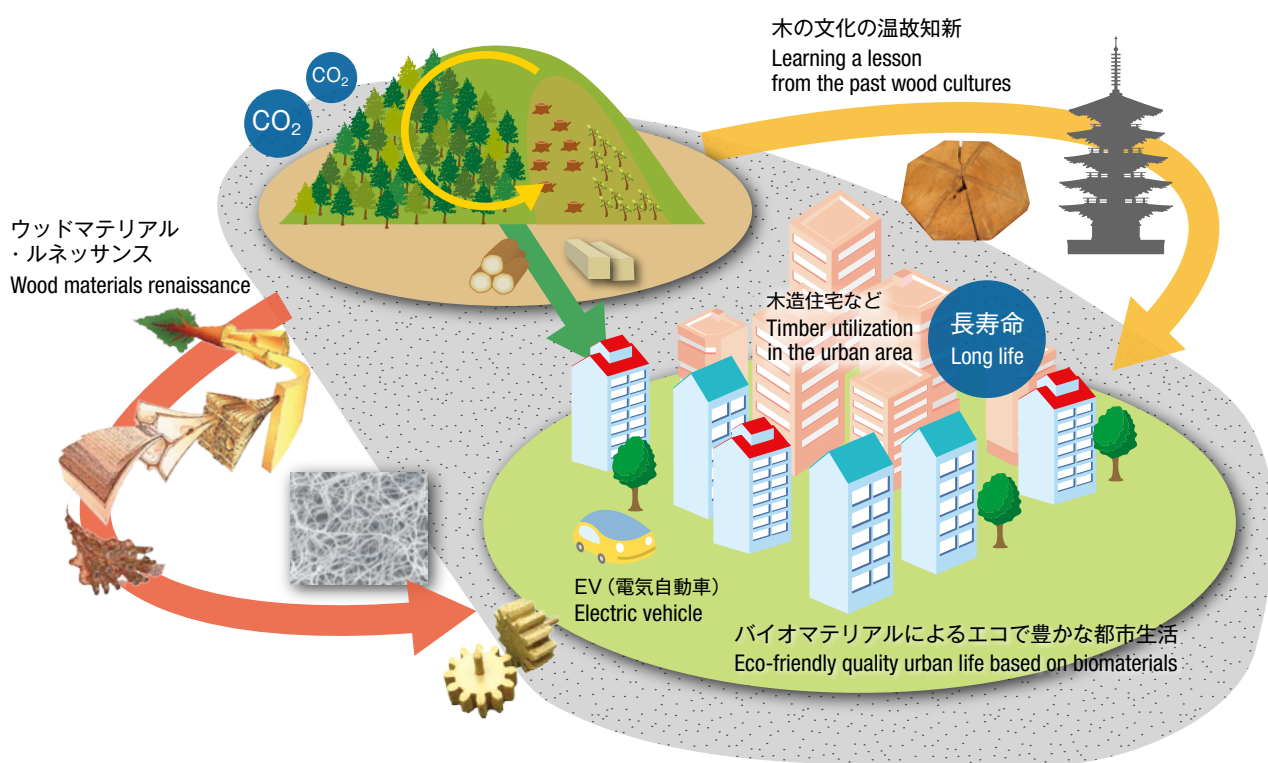 木の文化の温故知新
Learning a lesson
from the past wood cultures
CO₂
CO₂
ウッドマテリアル
・ルネッサンス
Wood materials renaissance
木造住宅など
Timber utilization
in the urban area
長寿命
Long life
EV（電気自動車）
Electric vehicle
バイオマテリアルによるエコで豊かな都市生活
Eco-friendly quality urban life based on biomaterials